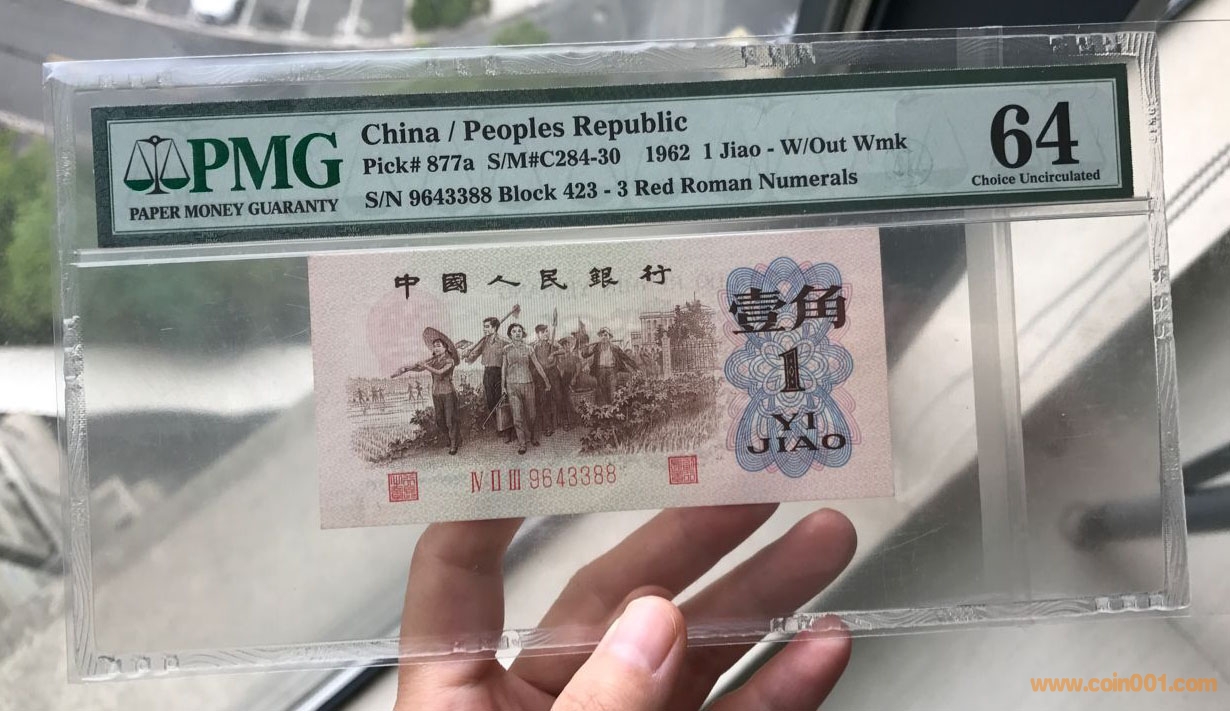 PMG
PAPER MONEY GUARANTY
China / Peoples Republic
Pick# 877a S/M#C284-30 1962 1 Jiao - W/Out Wmk
S/N 9643388 Block 423 - 3 Red Roman Numerals
64
Choice Uncirculated
中國人民銀行
壹角
1
YI
JIAO
Ⅳ Ⅱ Ⅲ 9643388
www.coin001.com